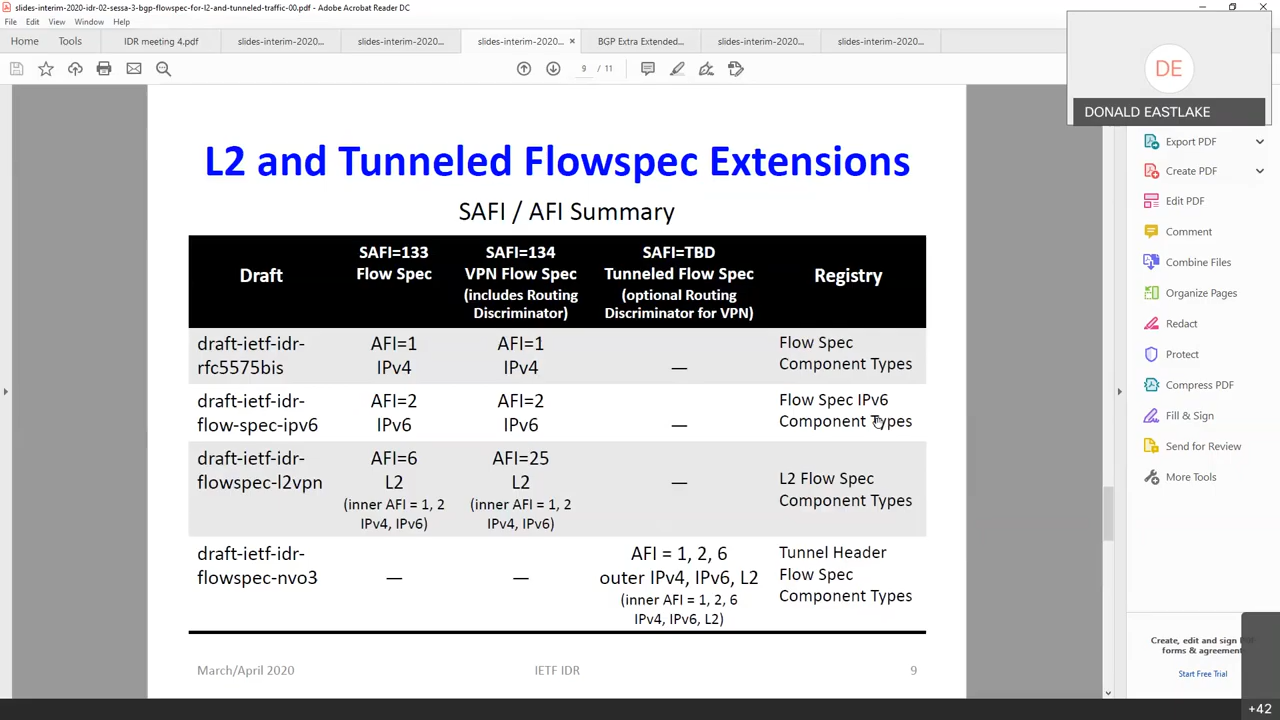 slides-interim-2020-idr-02-sessa-3-bgp-flowspec-for-l2-and-tunneled-traffic-00.pdf - Adobe Acrobat Reader DC
File Edit View Window Help
Home Tools IDR meeting 4.pdf slides-interim-2020... slides-interim-2020... slides-interim-2020... × BGP Extra Extended... slides-interim-2020... slides-interim-2020...
9 / 11
DE
DONALD EASTLAKE
L2 and Tunneled Flowspec Extensions
SAFI / AFI Summary
Draft
SAFI=133
Flow Spec
SAFI=134
VPN Flow Spec
(includes Routing
Discriminator)
SAFI=TBD
Tunneled Flow Spec
(optional Routing
Discriminator for VPN)
Registry
draft-ietf-idr-
rfc5575bis
AFI=1
IPv4
AFI=1
IPv4
—
Flow Spec
Component Types
draft-ietf-idr-
flow-spec-ipv6
AFI=2
IPv6
AFI=2
IPv6
—
Flow Spec IPv6
Component Types
draft-ietf-idr-
flowspec-l2vpn
AFI=6
L2
(inner AFI = 1, 2
IPv4, IPv6)
AFI=25
L2
(inner AFI = 1, 2
IPv4, IPv6)
—
L2 Flow Spec
Component Types
draft-ietf-idr-
flowspec-nvo3
—
—
AFI = 1, 2, 6
outer IPv4, IPv6, L2
(inner AFI = 1, 2, 6
IPv4, IPv6, L2)
Tunnel Header
Flow Spec
Component Types
March/April 2020
IETF IDR
9
Export PDF
Create PDF
Edit PDF
Comment
Combine Files
Organize Pages
Redact
Protect
Compress PDF
Fill & Sign
Send for Review
More Tools
Create, edit and sign
forms & agreement
Start Free Trial
+42